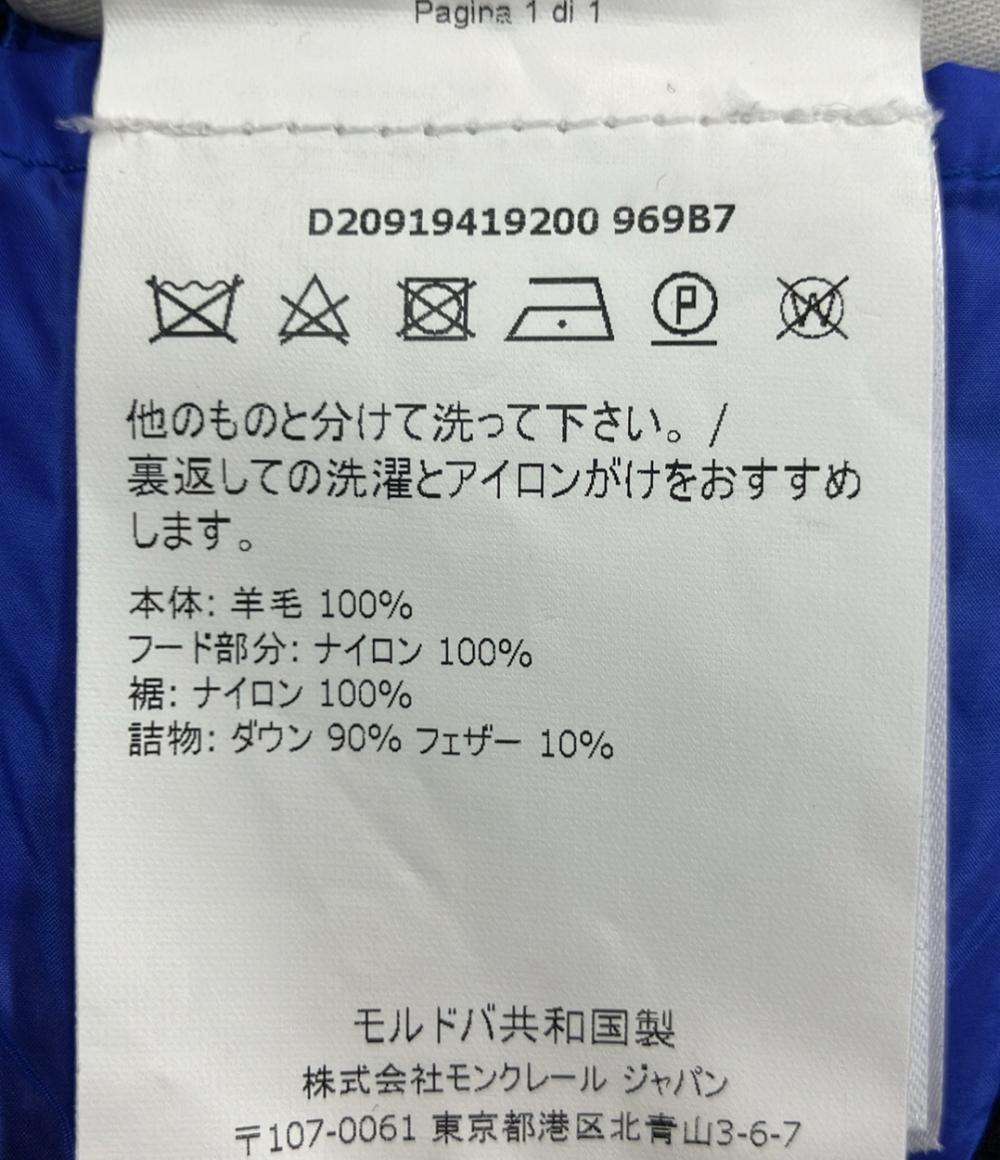 Pagina 1 di 1
D20919419200 969B7
P W
他のものと分けて洗って下さい。/
裏返しての洗濯とアイロンがけをおすすめ
します。
本体: 羊毛 100%
フード部分: ナイロン 100%
裾: ナイロン 100%
詰物: ダウン 90% フェザー 10%
モルドバ共和国製
株式会社モンクレール ジャパン
〒107-0061 東京都港区北青山3-6-7